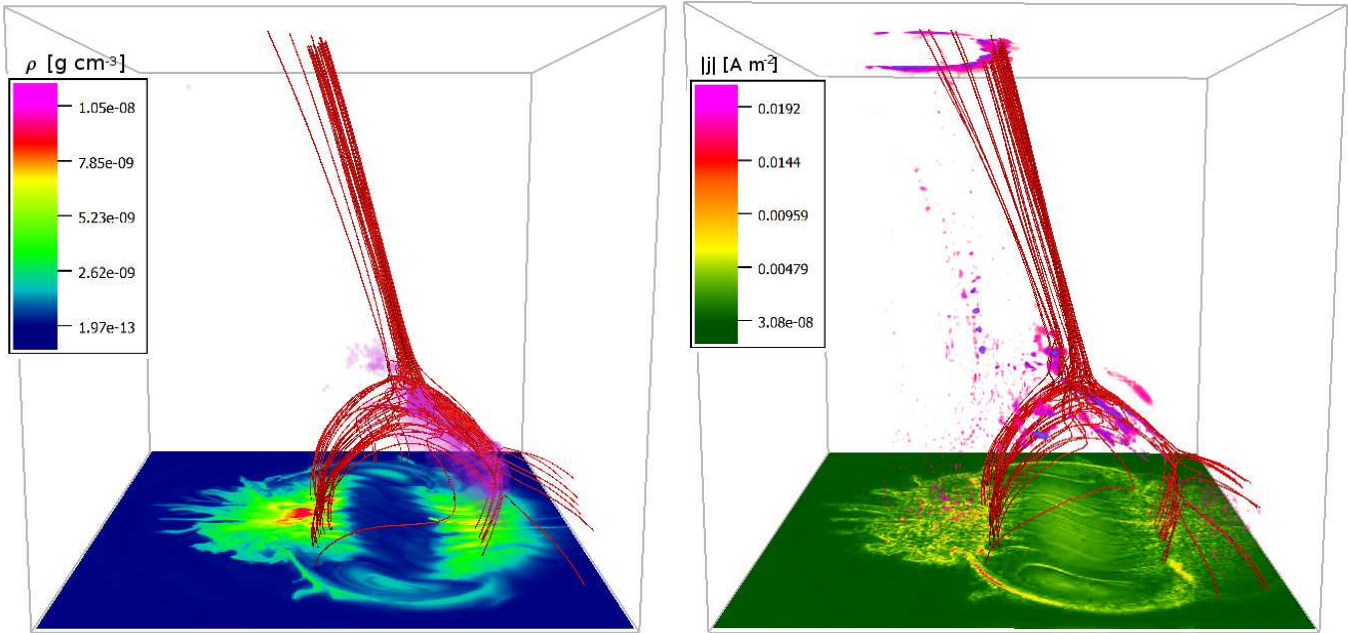 ρ [g cm-3]
1.05e-08
7.85e-09
5.23e-09
2.62e-09
1.97e-13
|j| [A m-2]
0.0192
0.0144
0.00959
0.00479
3.08e-08